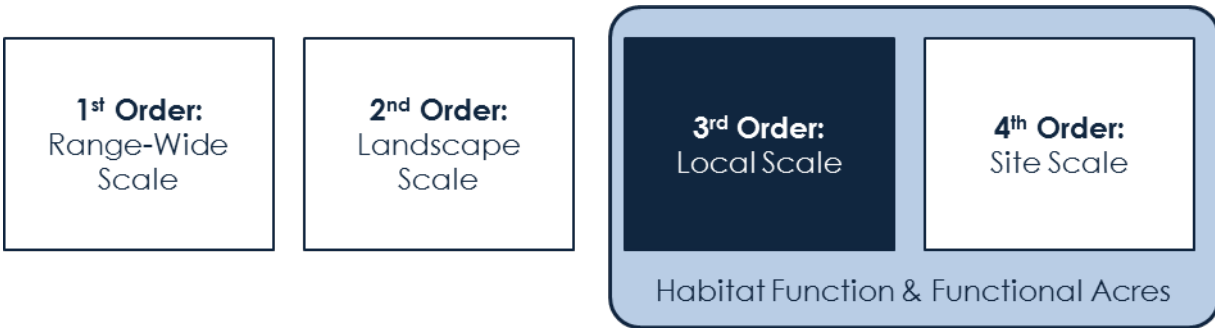 1st Order:
Range-Wide
Scale
2nd Order:
Landscape
Scale
3rd Order:
Local Scale
4th Order:
Site Scale
Habitat Function & Functional Acres